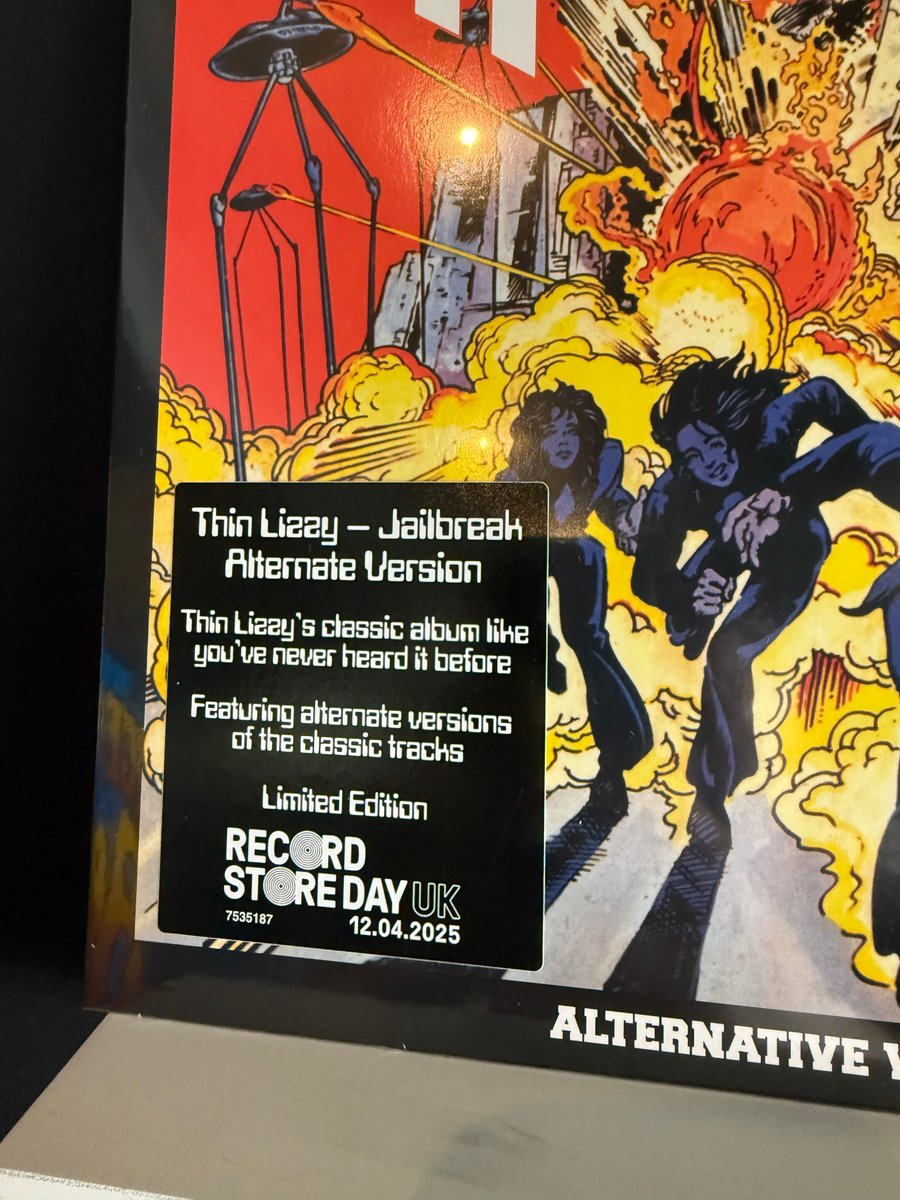 Thin Lizzy – Jailbreak
Alternate Version
Thin Lizzy's classic album like
you've never heard it before
Featuring alternate versions
of the classic tracks
Limited Edition
RECORD
STORE DAY UK
7535187
12.04.2025
ALTERNATIVE